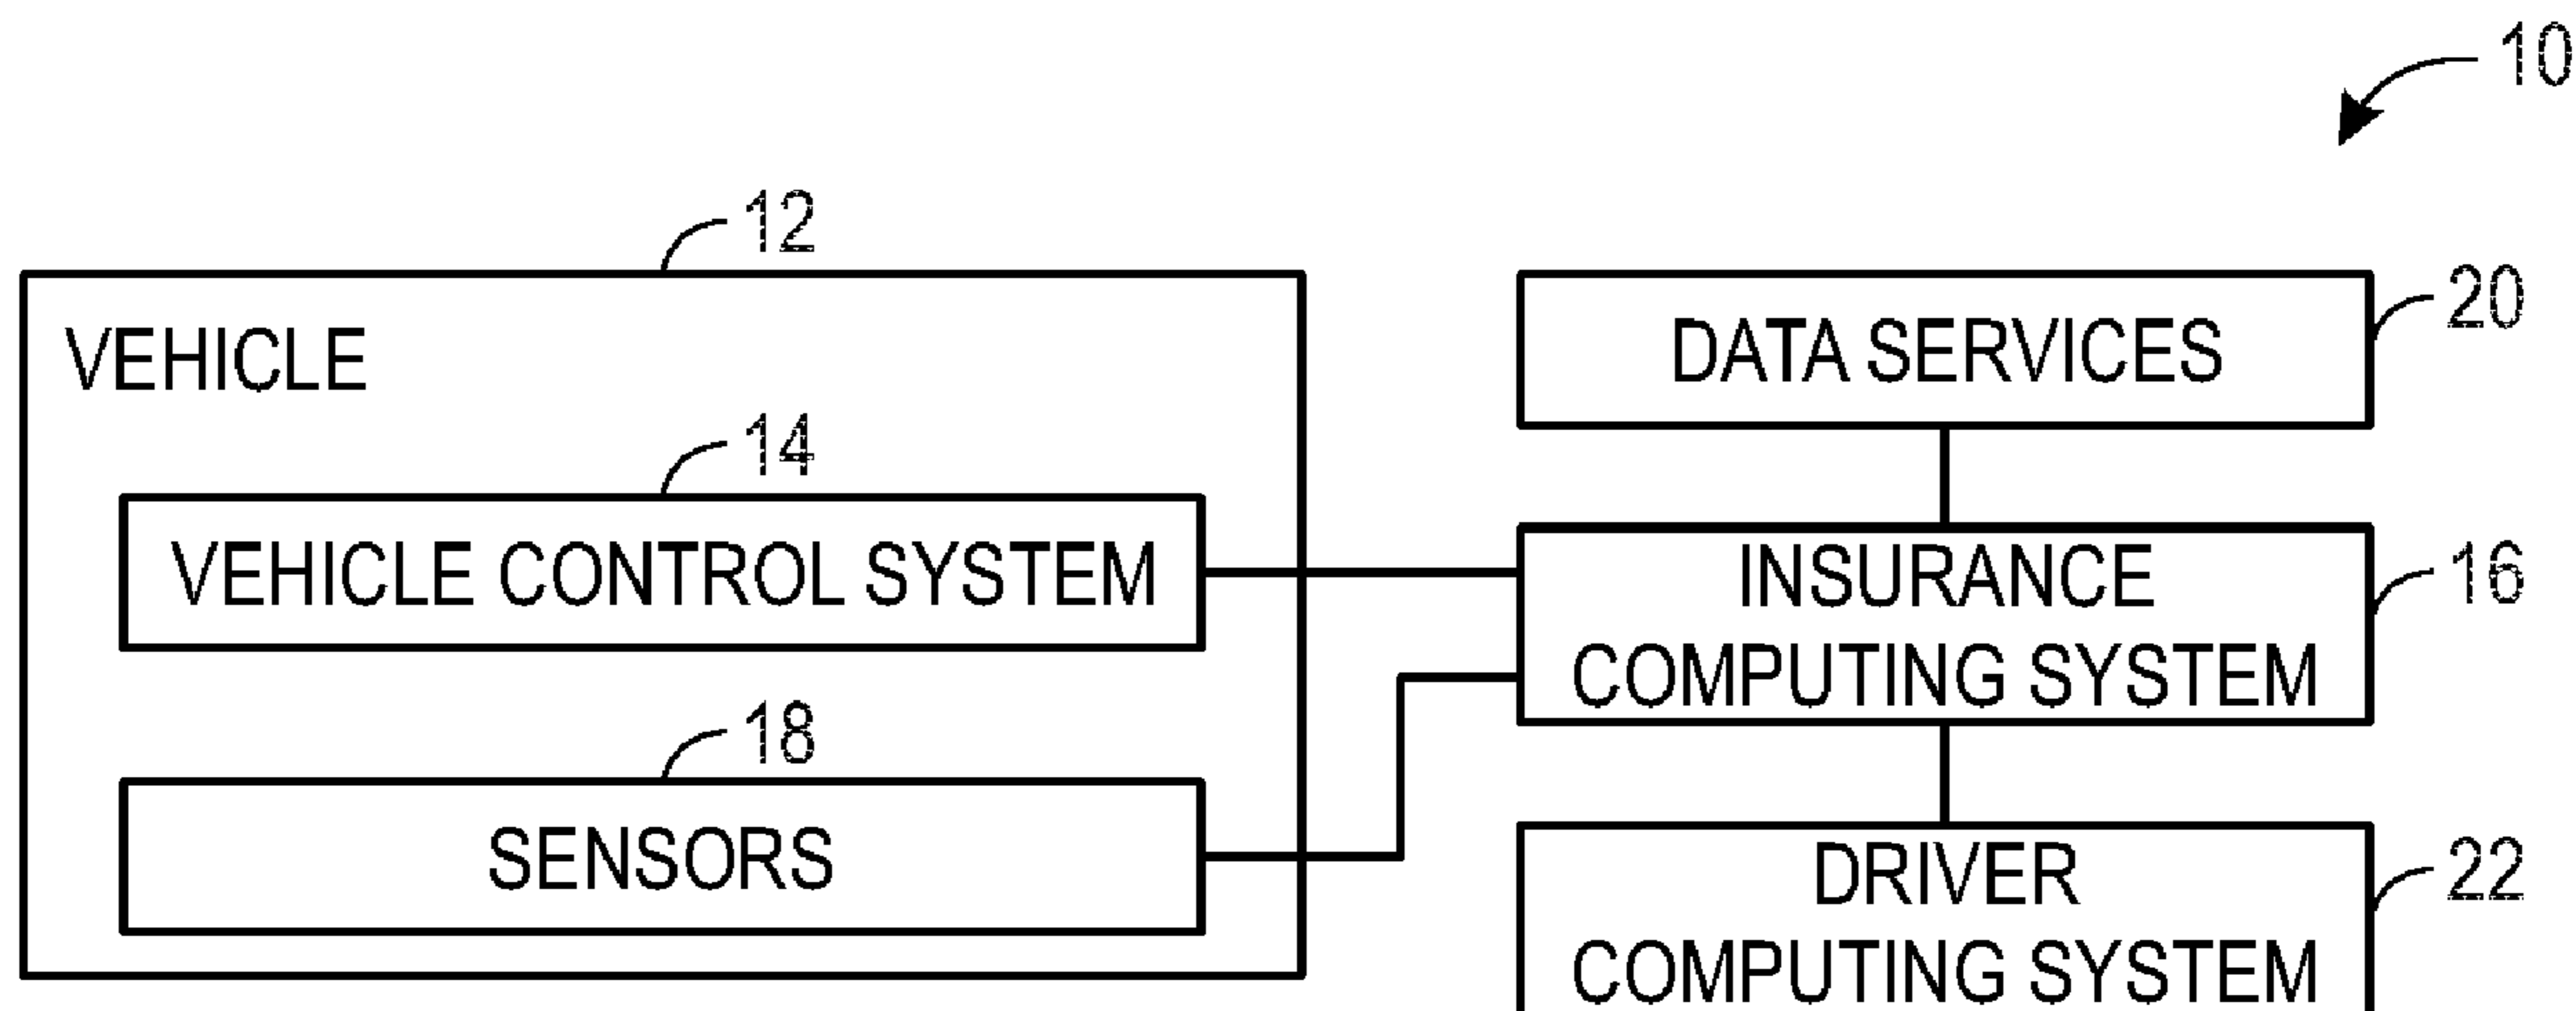 10
12
VEHICLE
14
VEHICLE CONTROL SYSTEM
18
SENSORS
20
DATA SERVICES
16
INSURANCE
COMPUTING SYSTEM
22
DRIVER
COMPUTING SYSTEM